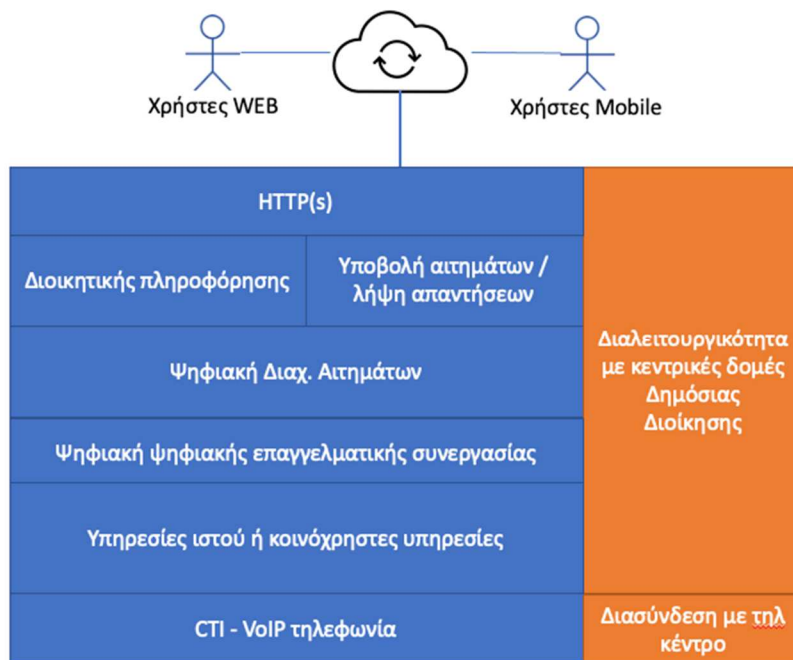 Χρήστες WEB
Χρήστες Mobile
HTTP(s)
Διοικητικής πληροφόρησης
Υποβολή αιτημάτων /
λήψη απαντήσεων
Ψηφιακή Διαχ. Αιτημάτων
Ψηφιακή ψηφιακής επαγγελματικής συνεργασίας
Υπηρεσίες ιστού ή κοινόχρηστες υπηρεσίες
CTI - VoIP τηλεφωνία
Διαλειτουργικότητα
με κεντρικές δομές
Δημόσιας
Διοίκησης
Διασύνδεση με τηλ
κέντρο